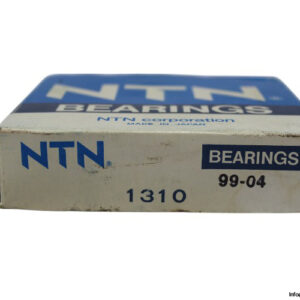 NTN
BEARINGS
NTN corporation
MADE IN JAPAN
NTN
BEARINGS
99-04
1310